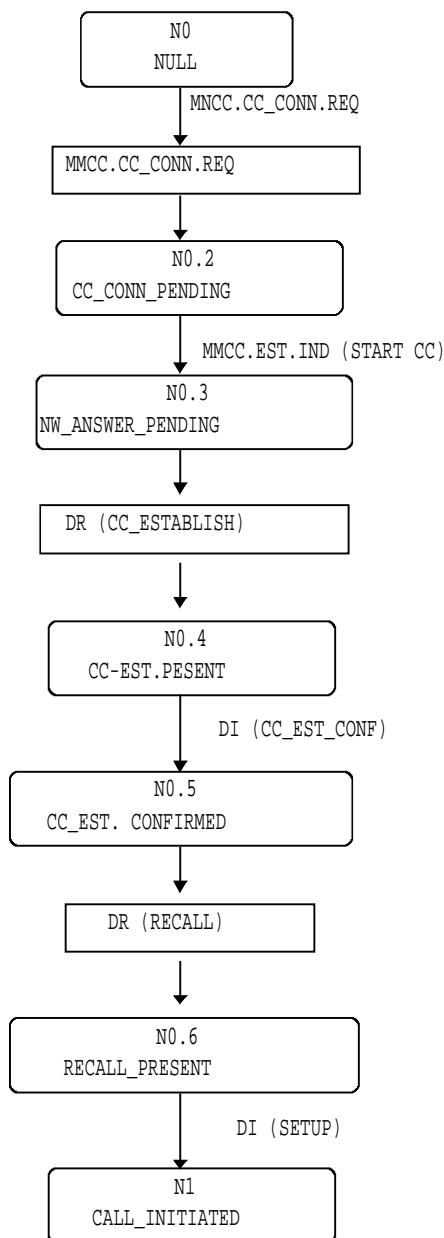 N0
NULL
MNCC.CC_CONN.REQ
MMCC.CC_CONN.REQ
N0.2
CC_CONN_PENDING
MMCC.EST.IND (START CC)
N0.3
NW_ANSWER_PENDING
DR (CC_ESTABLISH)
N0.4
CC-EST.PESENT
DI (CC_EST_CONF)
N0.5
CC_EST. CONFIRMED
DR (RECALL)
N0.6
RECALL_PRESENT
DI (SETUP)
N1
CALL_INITIATED